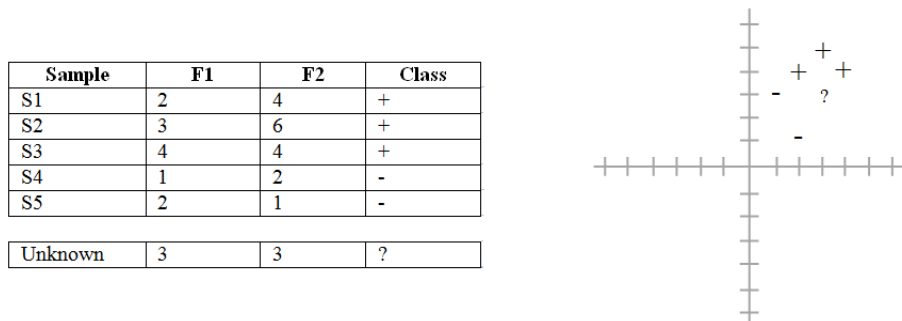 Sample F1 F2 Class
S1 2 4 +
S2 3 6 +
S3 4 4 +
S4 1 2 -
S5 2 1 -
Unknown 3 3 ?
+
+ +
- ?
-